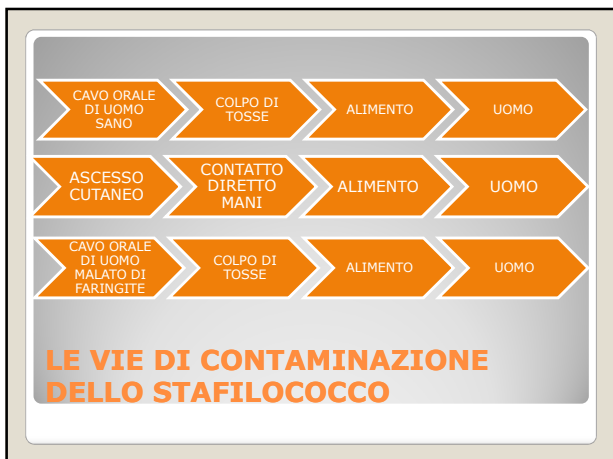 CAVO ORALE
DI UOMO
SANO
COLPO DI
TOSSE
ALIMENTO
UOMO
ASCESSO
CUTANEO
CONTATTO
DIRETTO
MANI
ALIMENTO
UOMO
CAVO ORALE
DI UOMO
MALATO DI
FARINGITE
COLPO DI
TOSSE
ALIMENTO
UOMO
LE VIE DI CONTAMINAZIONE
DELLO STAFILOCOCCO